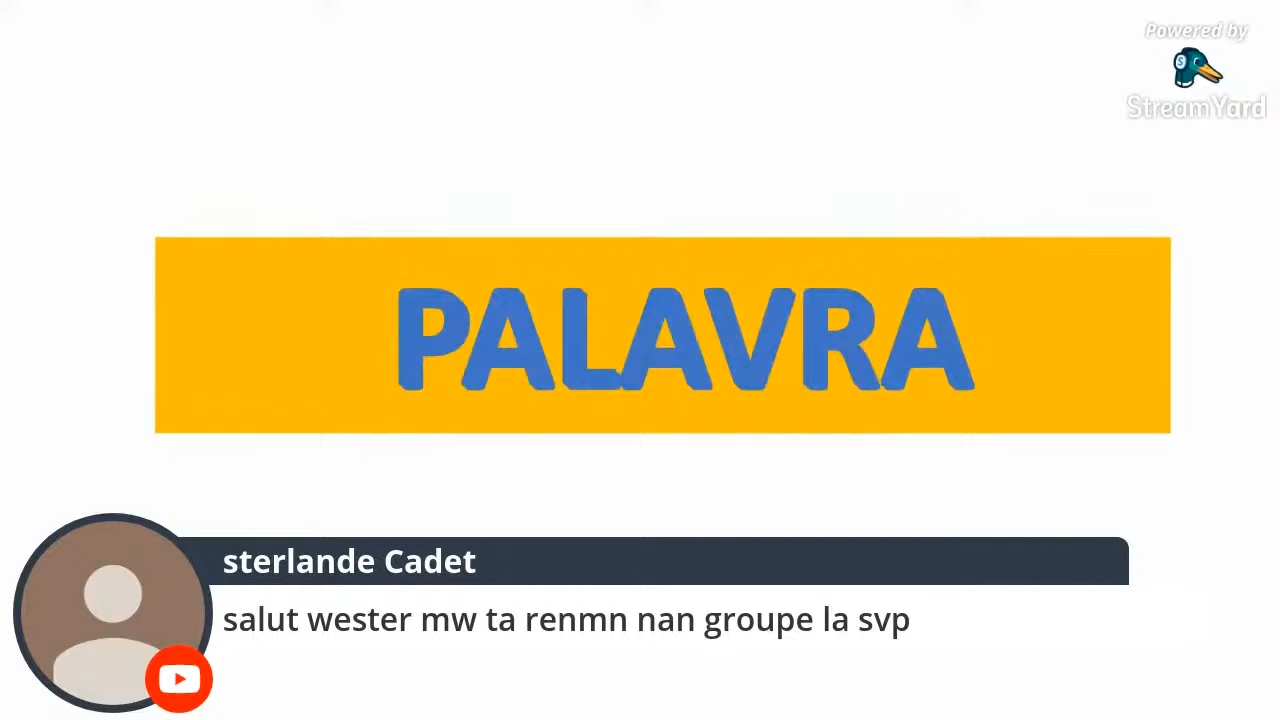 Powered by
StreamYard
PALAVRA
sterlande Cadet
salut wester mw ta renmn nan groupe la svp